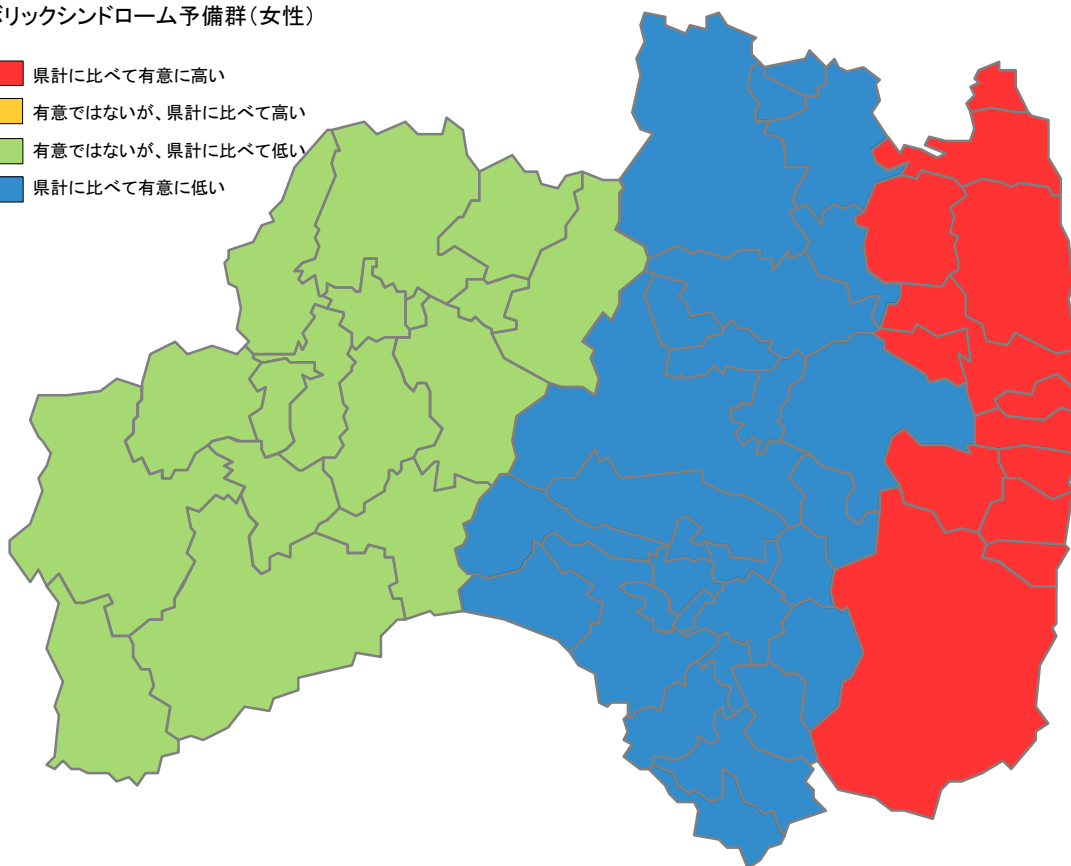 ボリックシンドローム予備群(女性)
県計に比べて有意に高い
有意ではないが、県計に比べて高い
有意ではないが、県計に比べて低い
県計に比べて有意に低い